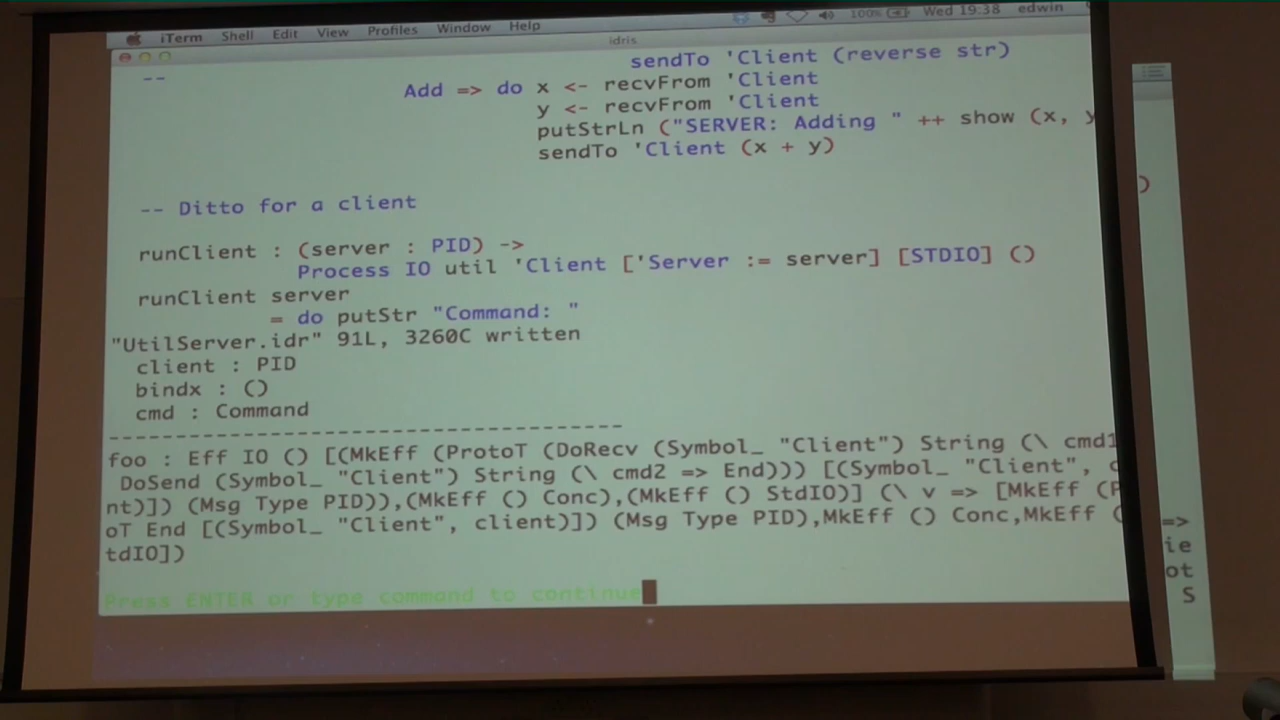 iTerm Shell Edit View Profiles Window Help 100% Wed 19:38 edwin
idris
sendTo 'Client (reverse str)
--
Add => do x <- recvFrom 'Client
y <- recvFrom 'Client
putStrLn ("SERVER: Adding " ++ show (x, y
sendTo 'Client (x + y)
-- Ditto for a client
runClient : (server : PID) ->
Process IO util 'Client ['Server := server] [STDIO] ()
runClient server
= do putStr "Command: "
"UtilServer.idr" 91L, 3260C written
client : PID
bindx : ()
cmd : Command
--------------------------------------
foo : Eff IO () [(MkEff (ProtoT (DoRecv (Symbol_ "Client") String (\ cmd1
DoSend (Symbol_ "Client") String (\ cmd2 => End))) [(Symbol_ "Client", c
nt)]) (Msg Type PID)),(MkEff () Conc),(MkEff () StdIO)] (\ v => [MkEff (P
oT End [(Symbol_ "Client", client)]) (Msg Type PID),MkEff () Conc,MkEff (
tdIO])
Press ENTER or type command to continue
)
=>
ie
ot
S